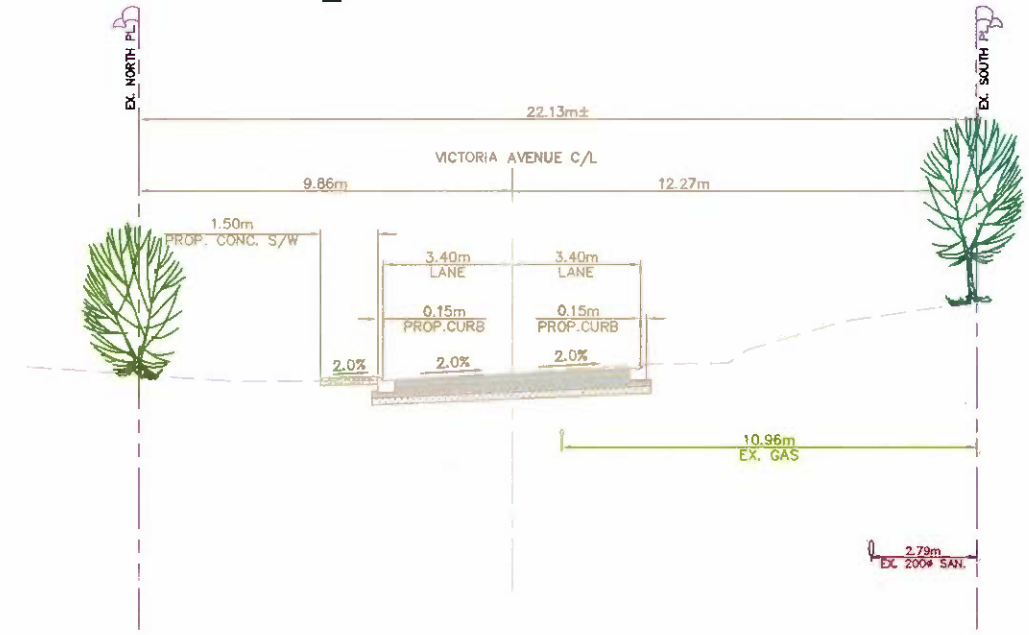 EX. NORTH PL
EX. SOUTH PL
22.13m±
VICTORIA AVENUE C/L
9.86m
12.27m
1.50m
PROP. CONC. S/W
3.40m
LANE
3.40m
LANE
0.15m
PROP.CURB
0.15m
PROP.CURB
2.0%
2.0%
2.0%
10.96m
EX. GAS
2.79m
EX. 200ø SAN.